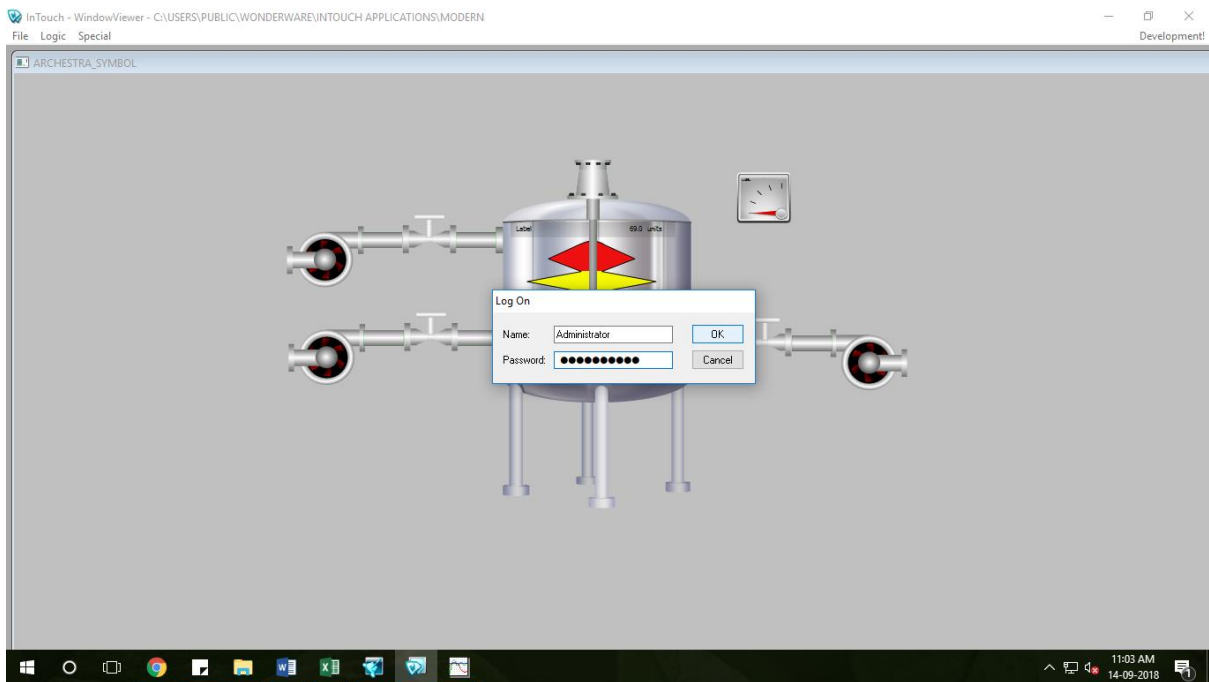 InTouch - WindowViewer - C:\USERS\PUBLIC\WONDERWARE\INTOUCH APPLICATIONS\MODERN
File Logic Special Development!
ARCHESTRA_SYMBOL
Label 69.0 units
Log On
Name: Administrator OK
Password: ●●●●●●●●●● Cancel
11:03 AM
14-09-2018
1